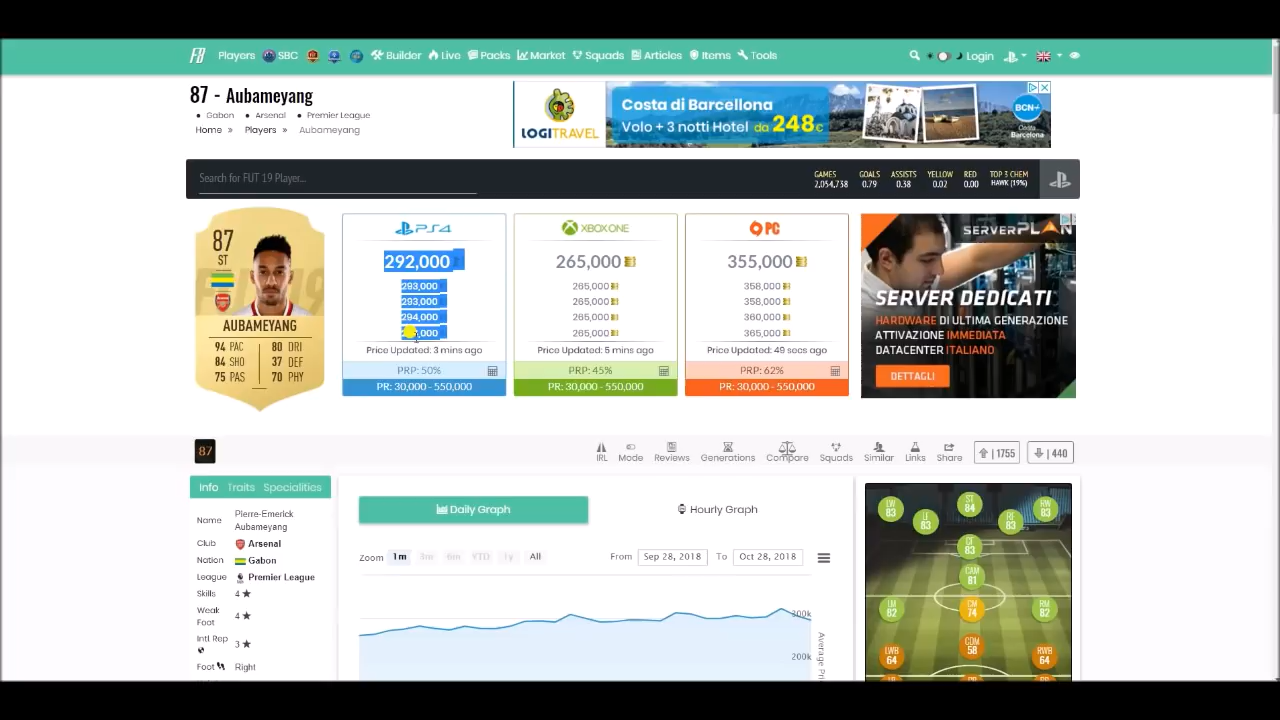 Players SBC Builder Live Packs Market Squads Articles Items Tools Login
87 - Aubameyang
Gabon Arsenal Premier League
Home » Players » Aubameyang
LOGITRAVEL
Costa di Barcellona
Volo + 3 notti Hotel da 248€
BCN+
Costa Barcelona
Search for FUT 19 Player...
GAMES GOALS ASSISTS YELLOW RED TOP 3 CHEM
2,054,738 0.79 0.38 0.02 0.00 HAWK (19%)
87
ST
AUBAMEYANG
94 PAC 80 DRI
84 SHO 37 DEF
75 PAS 70 PHY
PS4
292,000
293,000
293,000
294,000
Price Updated: 3 mins ago
PRP: 50%
PR: 30,000 - 550,000
XBOX ONE
265,000
265,000
265,000
265,000
265,000
Price Updated: 5 mins ago
PRP: 45%
PR: 30,000 - 550,000
PC
355,000
358,000
358,000
360,000
365,000
Price Updated: 49 secs ago
PRP: 62%
PR: 30,000 - 550,000
SERVERPLAN
SERVER DEDICATI
HARDWARE DI ULTIMA GENERAZIONE
ATTIVAZIONE IMMEDIATA
DATACENTER ITALIANO
DETTAGLI
87
IRL Mode Reviews Generations Compare Squads Similar Links Share
| 1755
| 440
Info Traits Specialities
Name Pierre-Emerick Aubameyang
Club Arsenal
Nation Gabon
League Premier League
Skills 4
Weak Foot 4
Intl Rep 3
Foot Right
Daily Graph
Hourly Graph
Zoom 1m 3m 6m YTD 1y All
From Sep 28, 2018 To Oct 28, 2018
300k
200k
LW 83
LF 83
ST 84
RF 83
RW 83
CF 83
CAM 81
LM 82
CM 74
RM 82
CDM 58
LWB 64
RWB 64